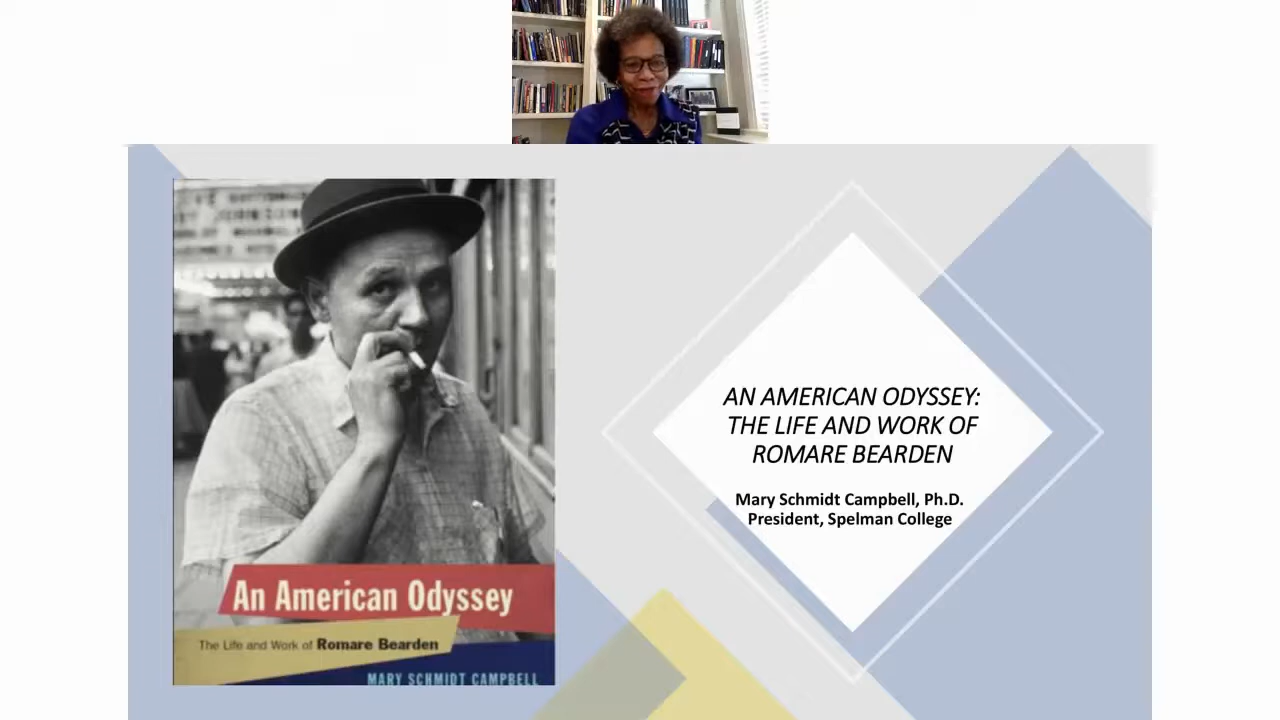 An American Odyssey
The Life and Work of Romare Bearden
MARY SCHMIDT CAMPBELL
AN AMERICAN ODYSSEY:
THE LIFE AND WORK OF
ROMARE BEARDEN
Mary Schmidt Campbell, Ph.D.
President, Spelman College